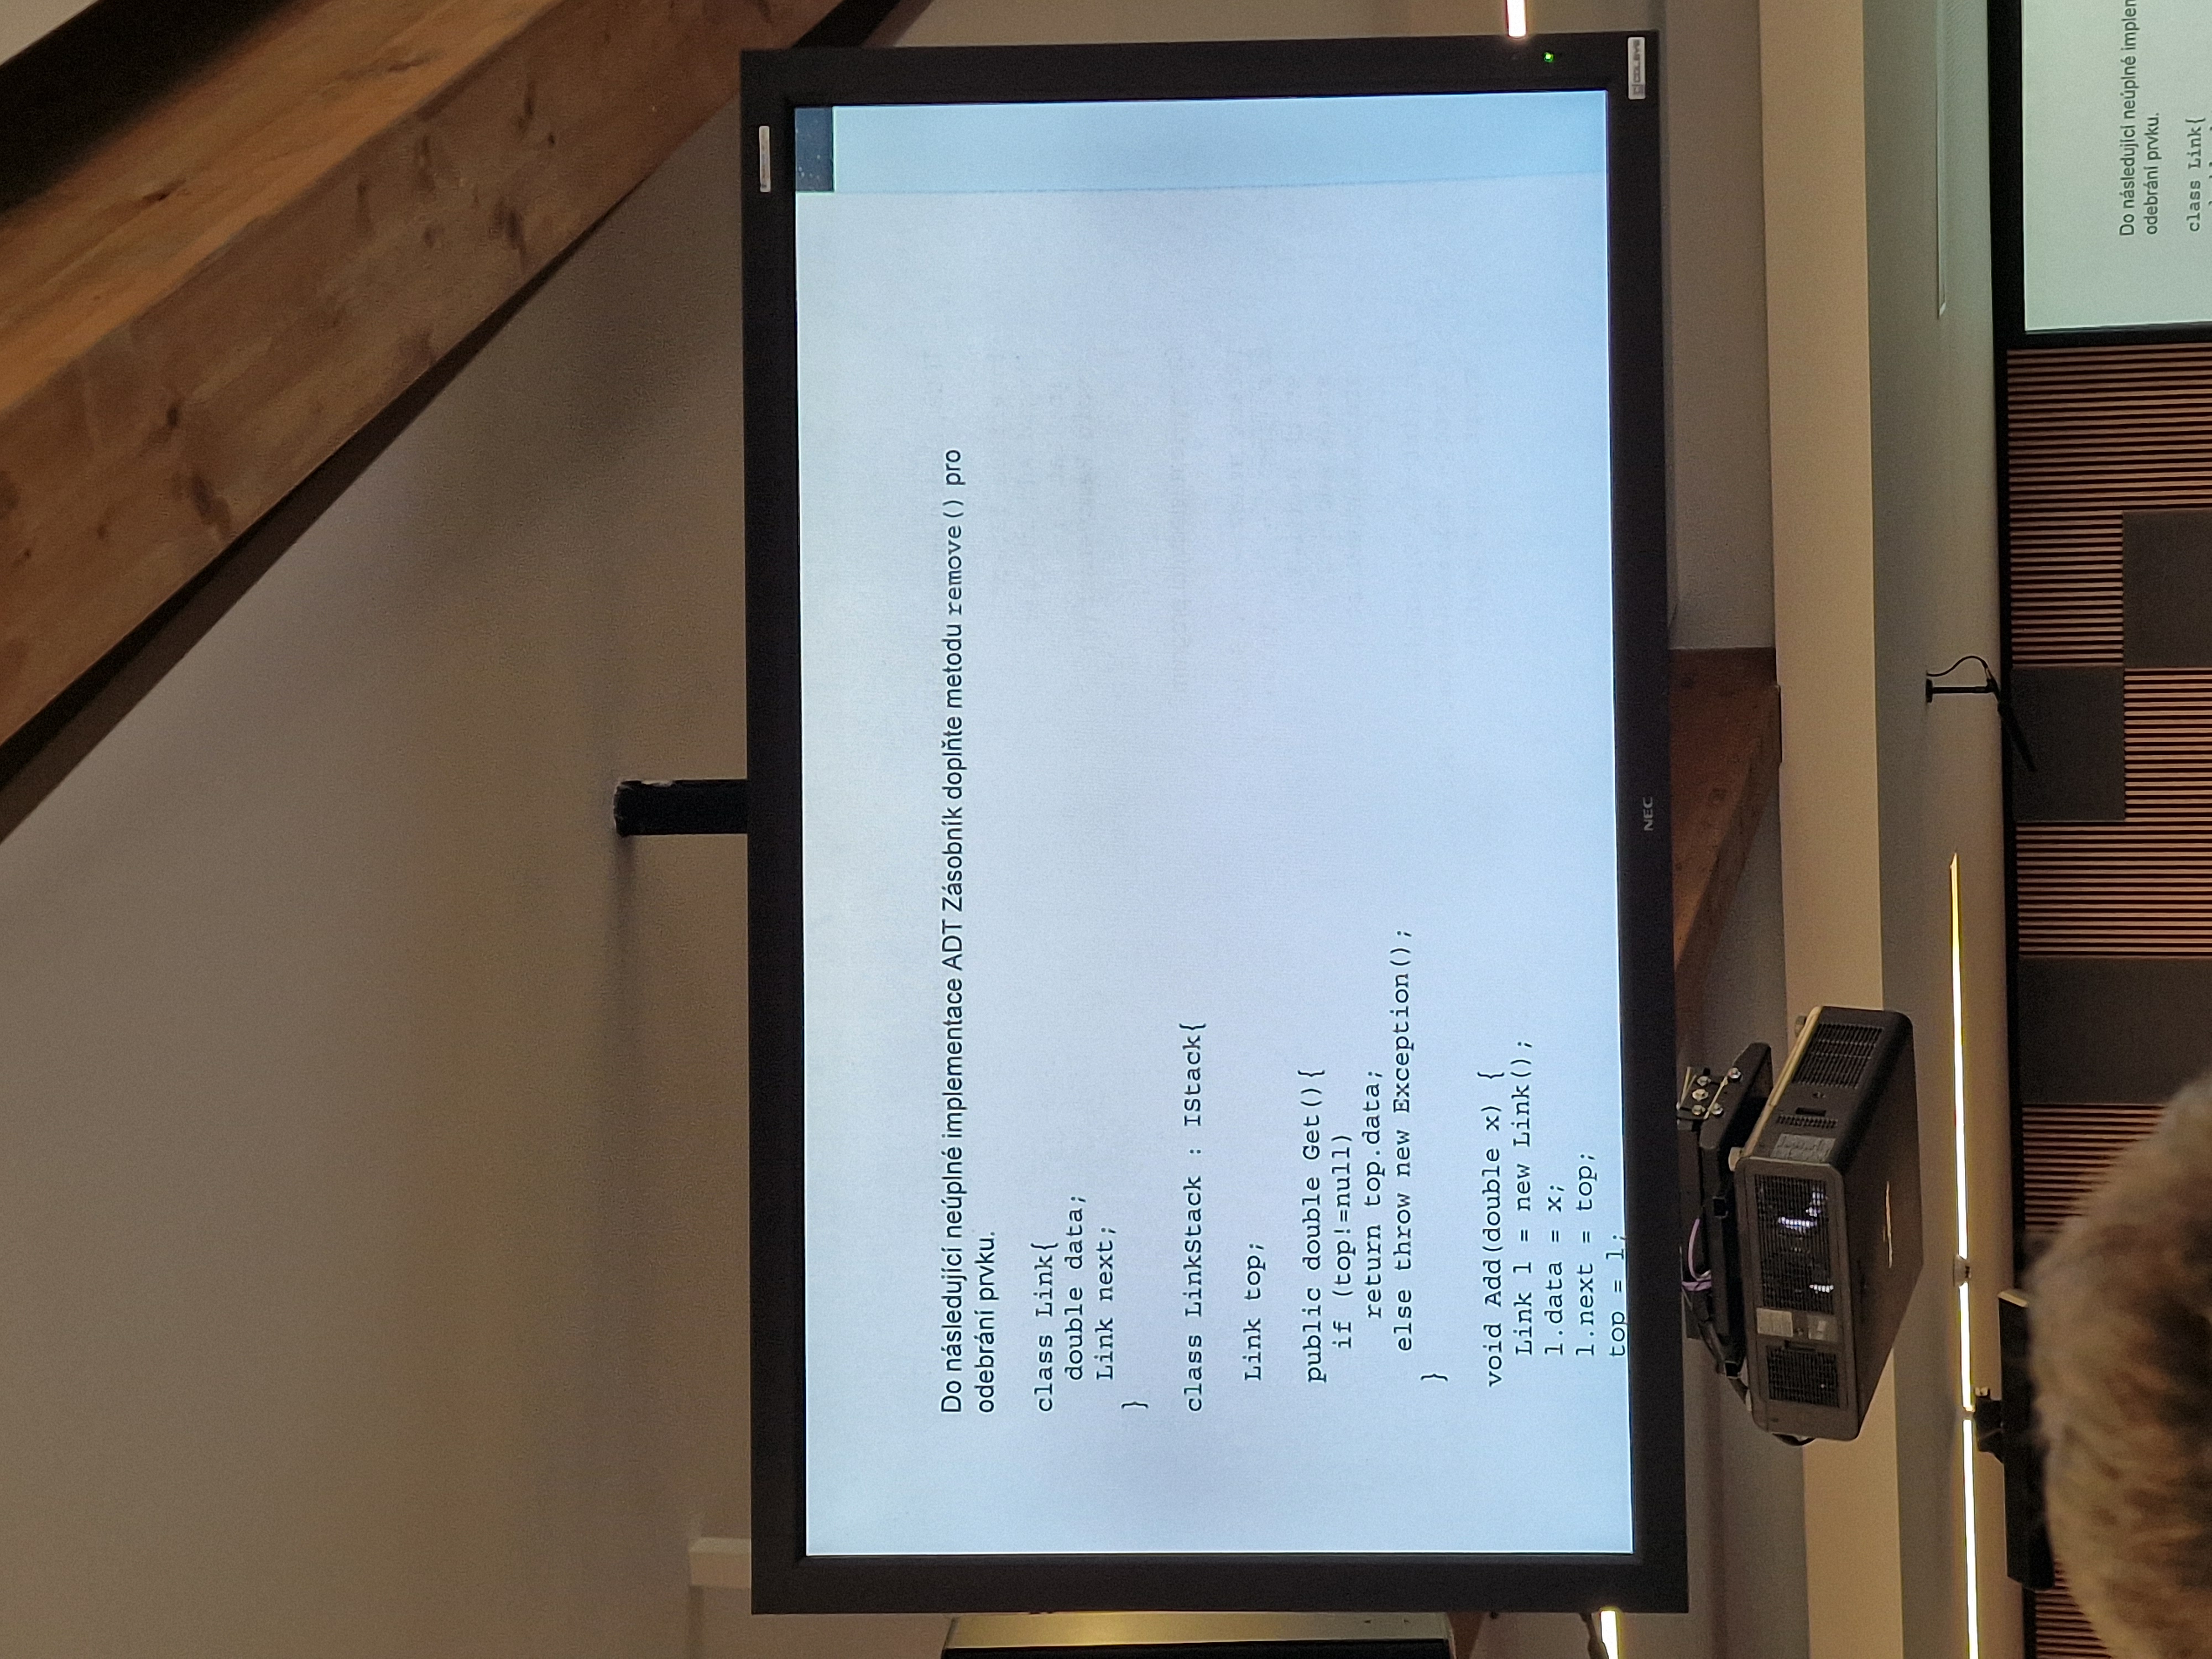 Do následující neúplné implementace ADT Zásobník doplňte metodu remove() pro
odebrání prvku.
class Link{
double data;
Link next;
}
class LinkStack : IStack{
Link top;
public double Get(){
if (top!=null)
return top.data;
else throw new Exception();
}
void Add(double x) {
Link l = new Link();
l.data = x;
l.next = top;
top = l;
NEC
Do následující neúplné
odebrání prvku.
class Link{